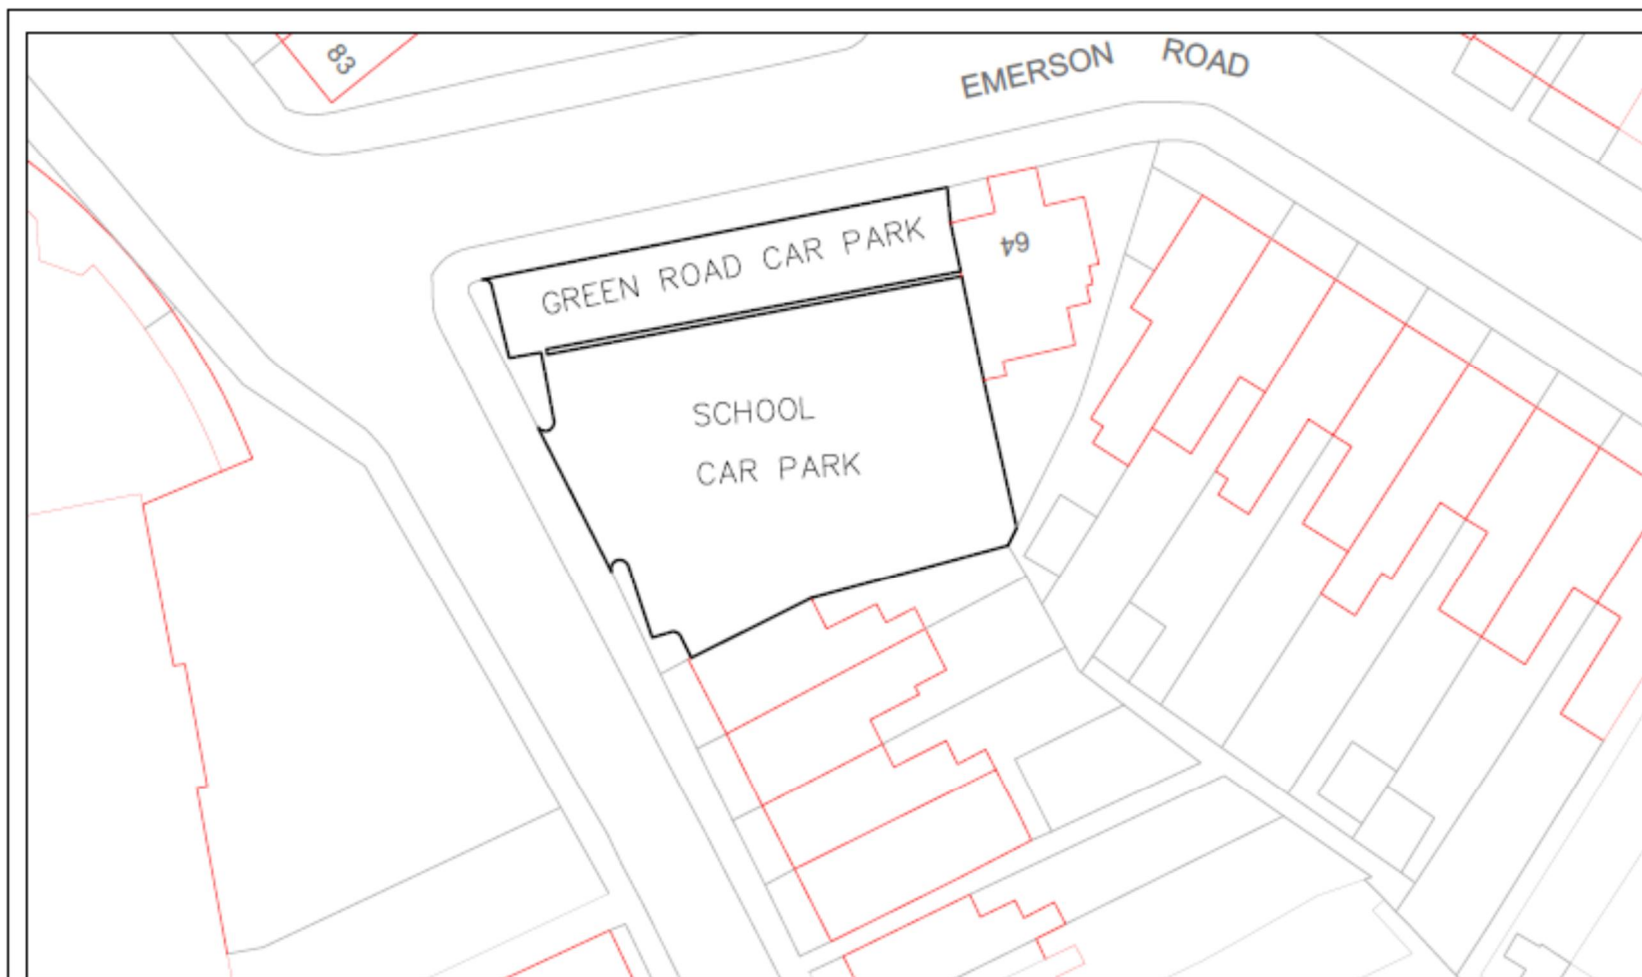 83
EMERSON ROAD
GREEN ROAD CAR PARK
64
SCHOOL
CAR PARK